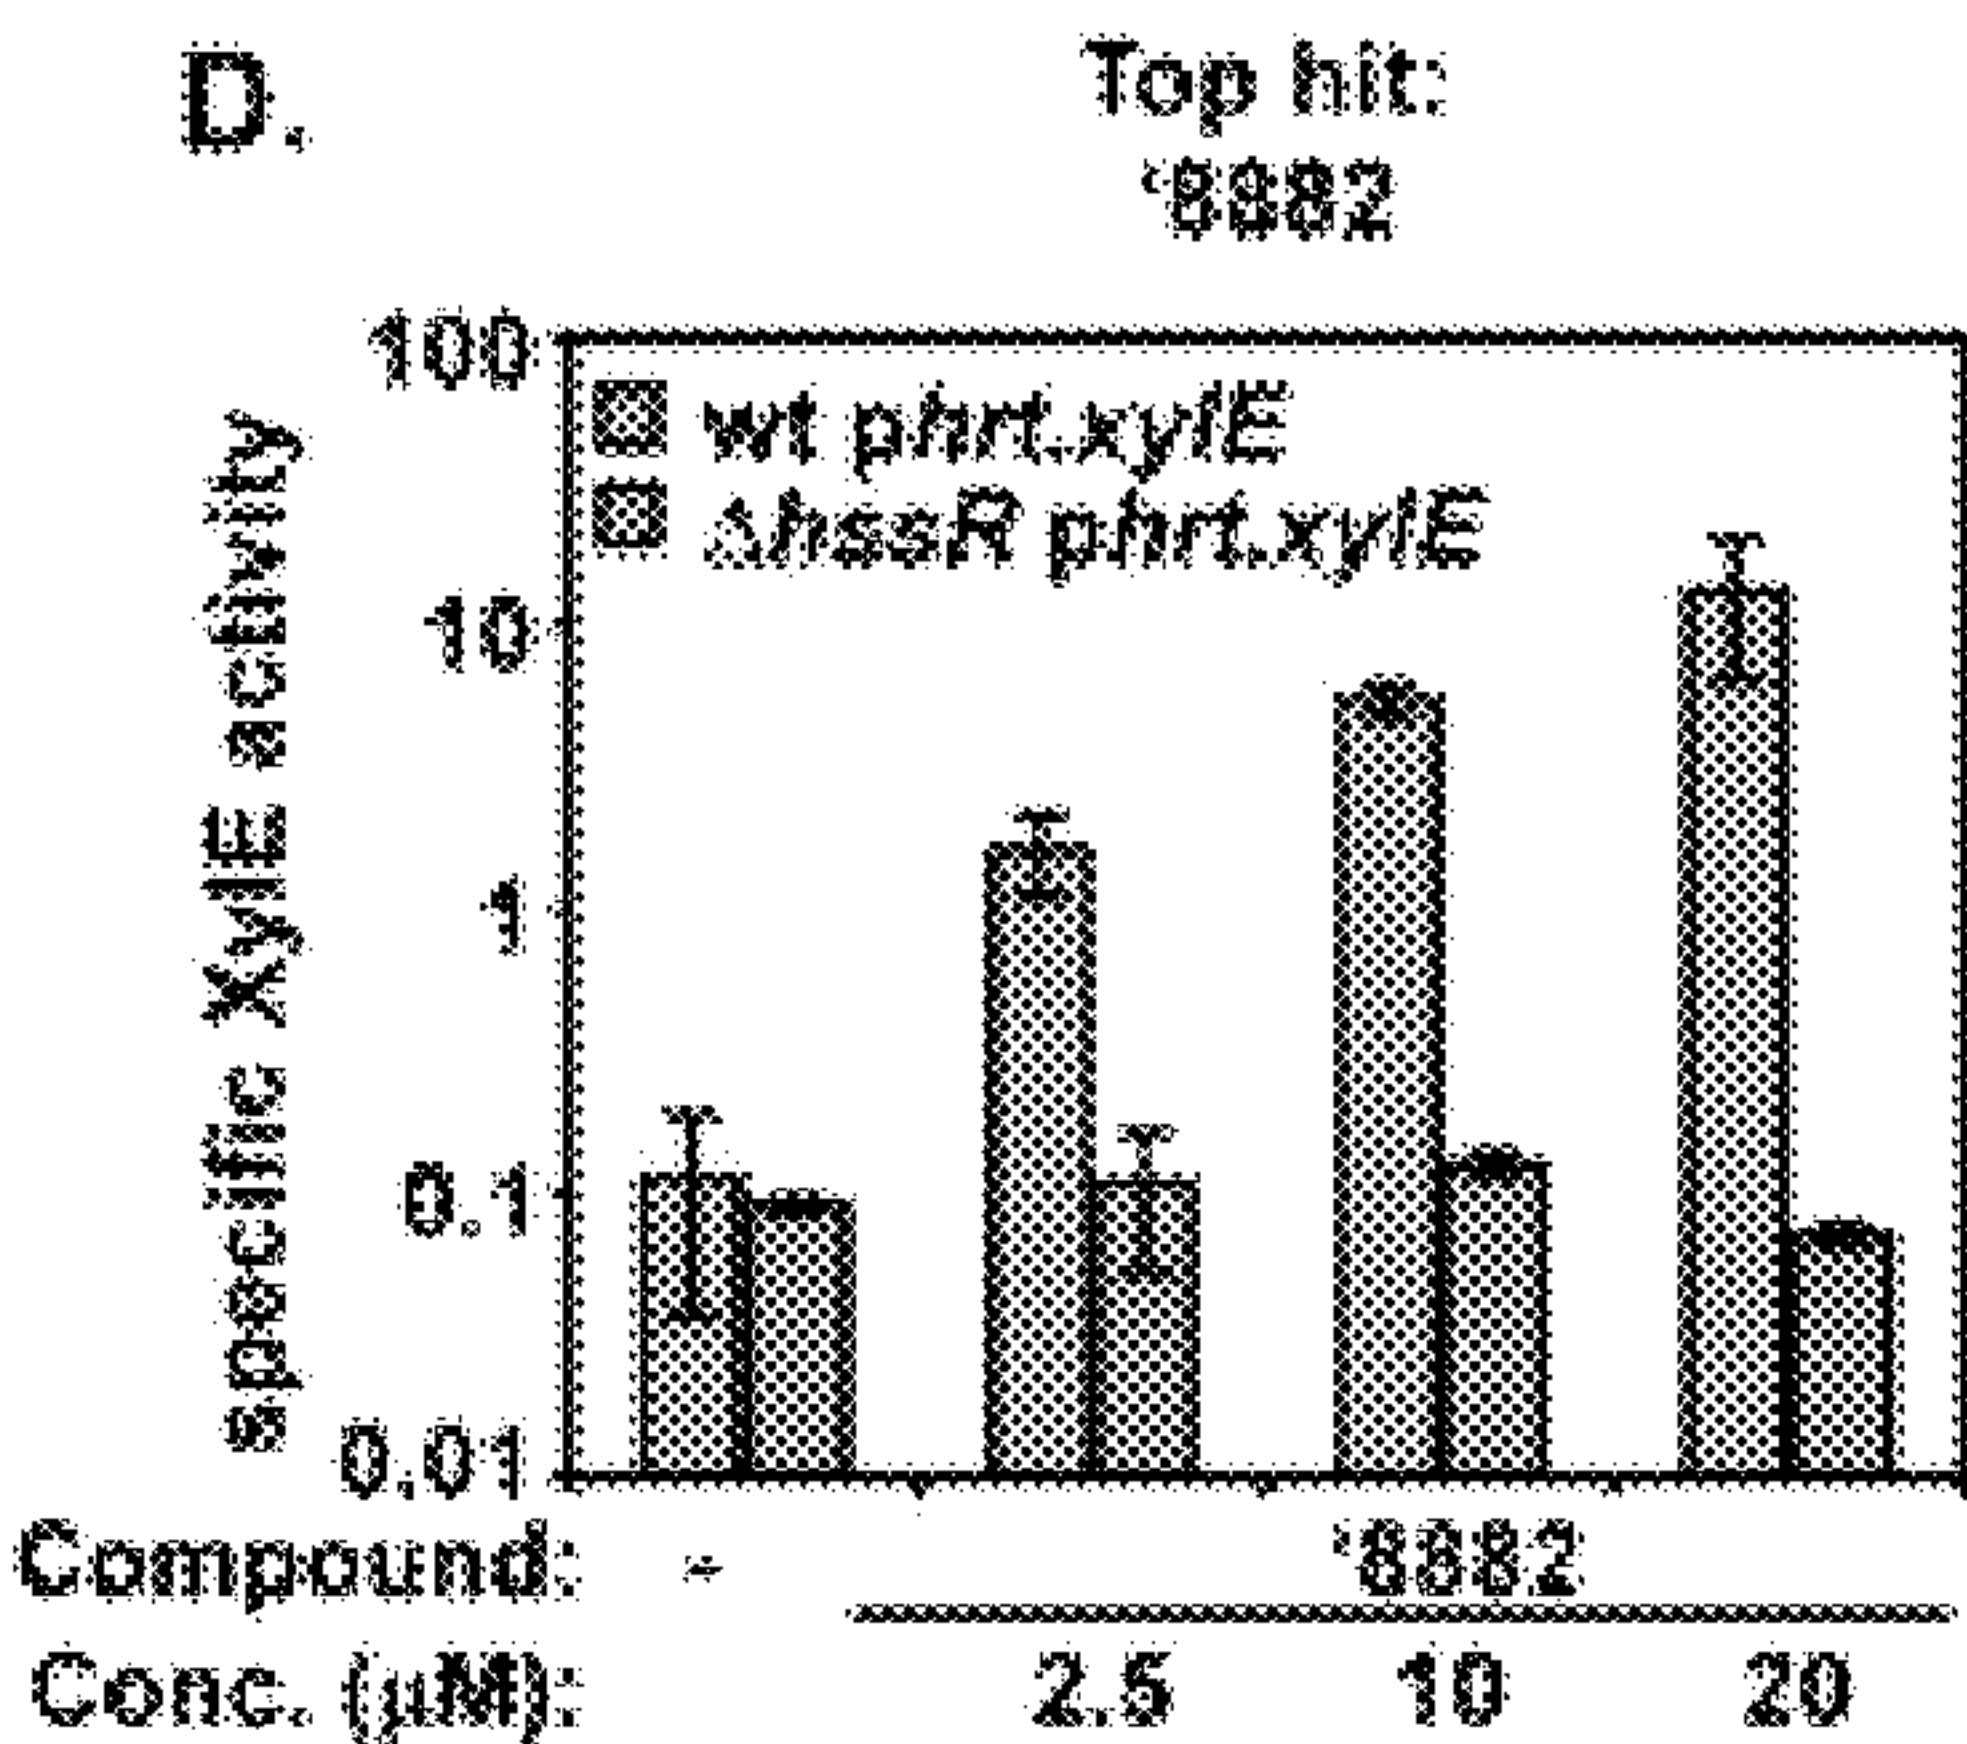 D.
Top hit:
'8882
100
10
1
0.1
0.01
specific XylE activity
wt phrt.xylE
ΔhssR phrt.xylE
Compound: - '8882
Conc. (μM): 2.5 10 20